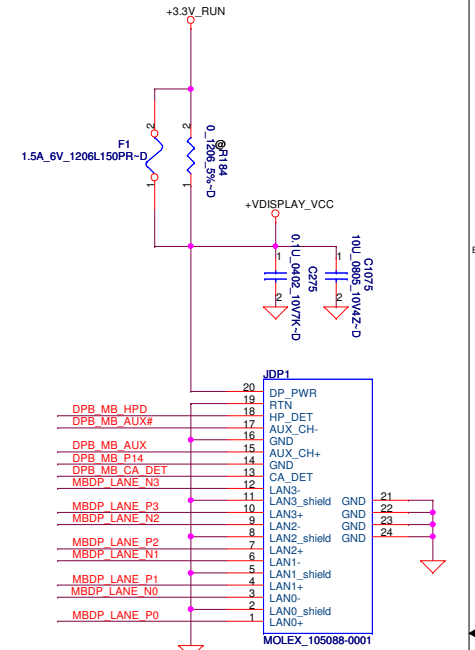 +3.3V_RUN
2
2
F1
1.5A_6V_1206L150PR~D
@R184
0_1206_5%~D
1
1
+VDISPLAY_VCC
1
1
C275
0.1U_0402_10V7K~D
C1075
10U_0805_10V4Z~D
2
2
JDP1
20 DP_PWR
19 RTN
DPB_MB_HPD 18 HP_DET
DPB_MB_AUX# 17 AUX_CH-
16 GND
DPB_MB_AUX 15 AUX_CH+
DPB_MB_P14 14 GND
DPB_MB_CA_DET 13 CA_DET
MBDP_LANE_N3 12 LAN3-
11 LAN3_shield GND 21
MBDP_LANE_P3 10 LAN3+ GND 22
MBDP_LANE_N2 9 LAN2- GND 23
8 LAN2_shield GND 24
MBDP_LANE_P2 7 LAN2+
MBDP_LANE_N1 6 LAN1-
5 LAN1_shield
MBDP_LANE_P1 4 LAN1+
MBDP_LANE_N0 3 LAN0-
2 LAN0_shield
MBDP_LANE_P0 1 LAN0+
MOLEX_105088-0001